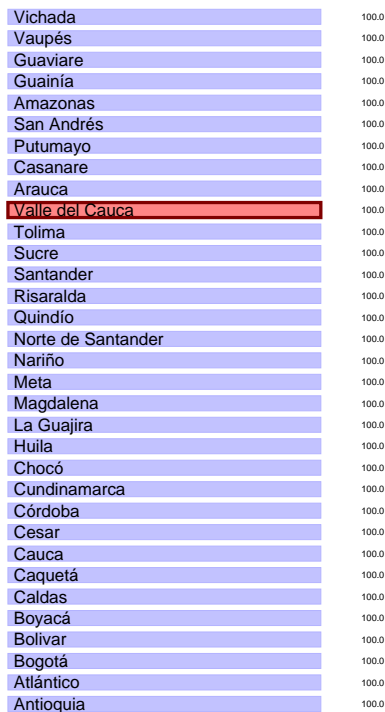 Vichada 100.0
Vaupés 100.0
Guaviare 100.0
Guainía 100.0
Amazonas 100.0
San Andrés 100.0
Putumayo 100.0
Casanare 100.0
Arauca 100.0
Valle del Cauca 100.0
Tolima 100.0
Sucre 100.0
Santander 100.0
Risaralda 100.0
Quindío 100.0
Norte de Santander 100.0
Nariño 100.0
Meta 100.0
Magdalena 100.0
La Guajira 100.0
Huila 100.0
Chocó 100.0
Cundinamarca 100.0
Córdoba 100.0
Cesar 100.0
Cauca 100.0
Caquetá 100.0
Caldas 100.0
Boyacá 100.0
Bolivar 100.0
Bogotá 100.0
Atlántico 100.0
Antioquia 100.0